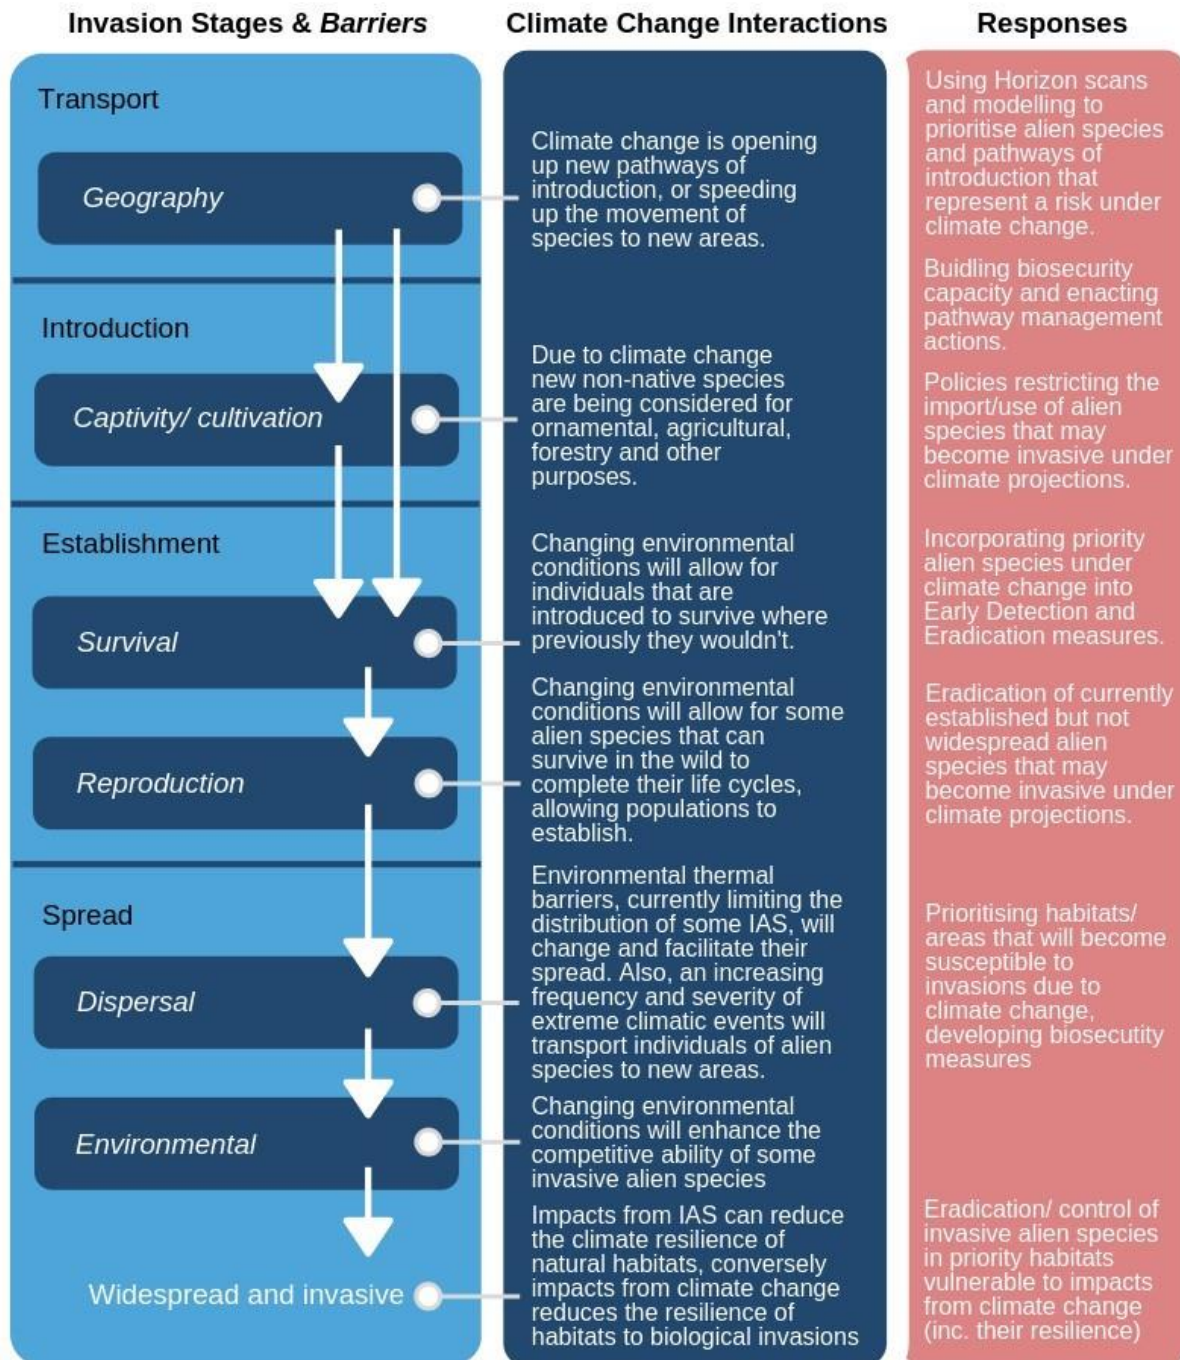 Invasion Stages & Barriers
Transport
Geography
Introduction
Captivity/ cultivation
Establishment
Survival
Reproduction
Spread
Dispersal
Environmental
Widespread and invasive
Climate Change Interactions
Climate change is opening
up new pathways of
introduction, or speeding
up the movement of
species to new areas.
Due to climate change
new non-native species
are being considered for
ornamental, agricultural,
forestry and other
purposes.
Changing environmental
conditions will allow for
individuals that are
introduced to survive where
previously they wouldn't.
Changing environmental
conditions will allow for some
alien species that can
survive in the wild to
complete their life cycles,
allowing populations to
establish.
Environmental thermal
barriers, currently limiting the
distribution of some IAS, will
change and facilitate their
spread. Also, an increasing
frequency and severity of
extreme climatic events will
transport individuals of alien
species to new areas.
Changing environmental
conditions will enhance the
competitive ability of some
invasive alien species
Impacts from IAS can reduce
the climate resilience of
natural habitats, conversely
impacts from climate change
reduces the resilience of
habitats to biological invasions
Responses
Using Horizon scans
and modelling to
prioritise alien species
and pathways of
introduction that
represent a risk under
climate change.
Buidling biosecurity
capacity and enacting
pathway management
actions.
Policies restricting the
import/use of alien
species that may
become invasive under
climate projections.
Incorporating priority
alien species under
climate change into
Early Detection and
Eradication measures.
Eradication of currently
established but not
widespread alien
species that may
become invasive under
climate projections.
Prioritising habitats/
areas that will become
susceptible to
invasions due to
climate change,
developing biosecutity
measures
Eradication/ control of
invasive alien species
in priority habitats
vulnerable to impacts
from climate change
(inc. their resilience)